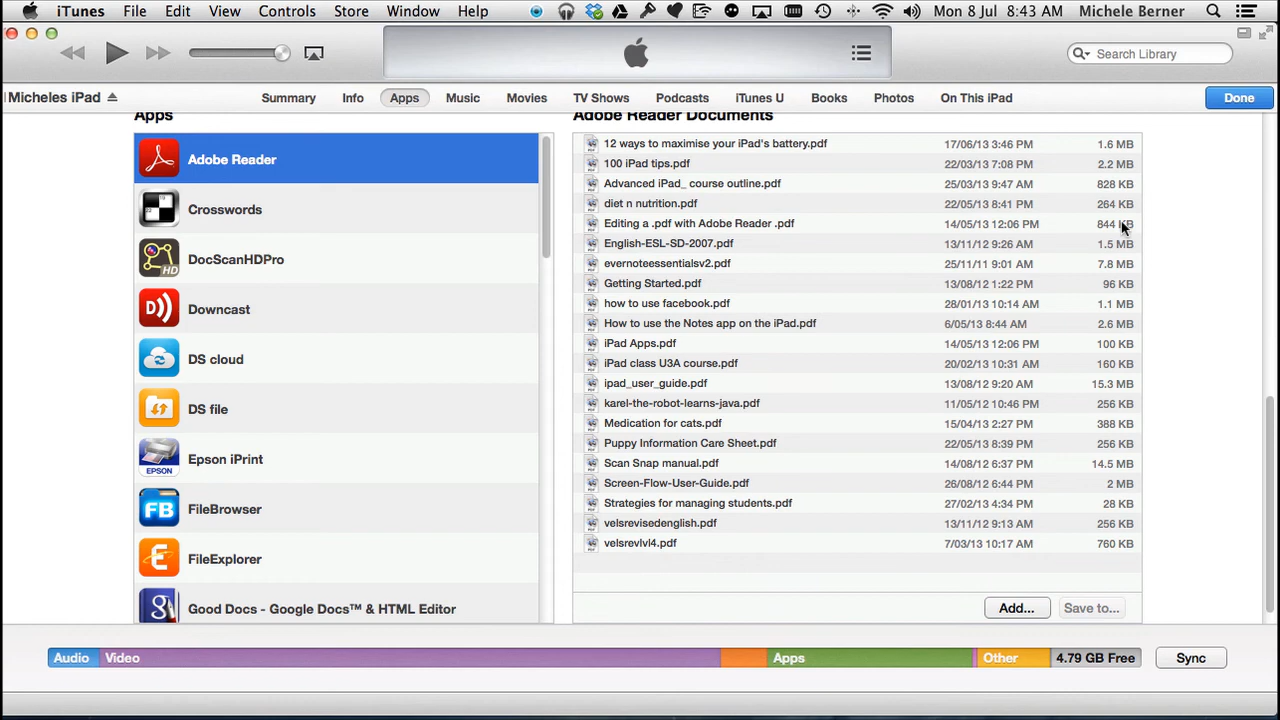 iTunes File Edit View Controls Store Window Help Mon 8 Jul 8:43 AM Michele Berner
Search Library
Micheles iPad Summary Info Apps Music Movies TV Shows Podcasts iTunes U Books Photos On This iPad Done
Apps
Adobe Reader
Crosswords
HD DocScanHDPro
Downcast
DS cloud
DS file
EPSON Epson iPrint
FB FileBrowser
FileExplorer
Good Docs - Google Docs™ & HTML Editor
Adobe Reader Documents
12 ways to maximise your iPad's battery.pdf 17/06/13 3:46 PM 1.6 MB
100 iPad tips.pdf 22/03/13 7:08 PM 2.2 MB
Advanced iPad_ course outline.pdf 25/03/13 9:47 AM 828 KB
diet n nutrition.pdf 22/05/13 8:41 PM 264 KB
Editing a .pdf with Adobe Reader .pdf 14/05/13 12:06 PM 844 KB
English-ESL-SD-2007.pdf 13/11/12 9:26 AM 1.5 MB
evernoteessentialsv2.pdf 25/11/11 9:01 AM 7.8 MB
Getting Started.pdf 13/08/12 1:22 PM 96 KB
how to use facebook.pdf 28/01/13 10:14 AM 1.1 MB
How to use the Notes app on the iPad.pdf 6/05/13 8:44 AM 2.6 MB
iPad Apps.pdf 14/05/13 12:06 PM 100 KB
iPad class U3A course.pdf 20/02/13 10:31 AM 160 KB
ipad_user_guide.pdf 13/08/12 9:20 AM 15.3 MB
karel-the-robot-learns-java.pdf 11/05/12 10:46 PM 256 KB
Medication for cats.pdf 15/04/13 2:27 PM 388 KB
Puppy Information Care Sheet.pdf 22/05/13 8:39 PM 256 KB
Scan Snap manual.pdf 14/08/12 6:37 PM 14.5 MB
Screen-Flow-User-Guide.pdf 26/08/12 6:44 PM 2 MB
Strategies for managing students.pdf 27/02/13 4:34 PM 28 KB
velsrevisedenglish.pdf 13/11/12 9:13 AM 256 KB
velsrevlvl4.pdf 7/03/13 10:17 AM 760 KB
Add... Save to...
Audio Video Apps Other 4.79 GB Free Sync